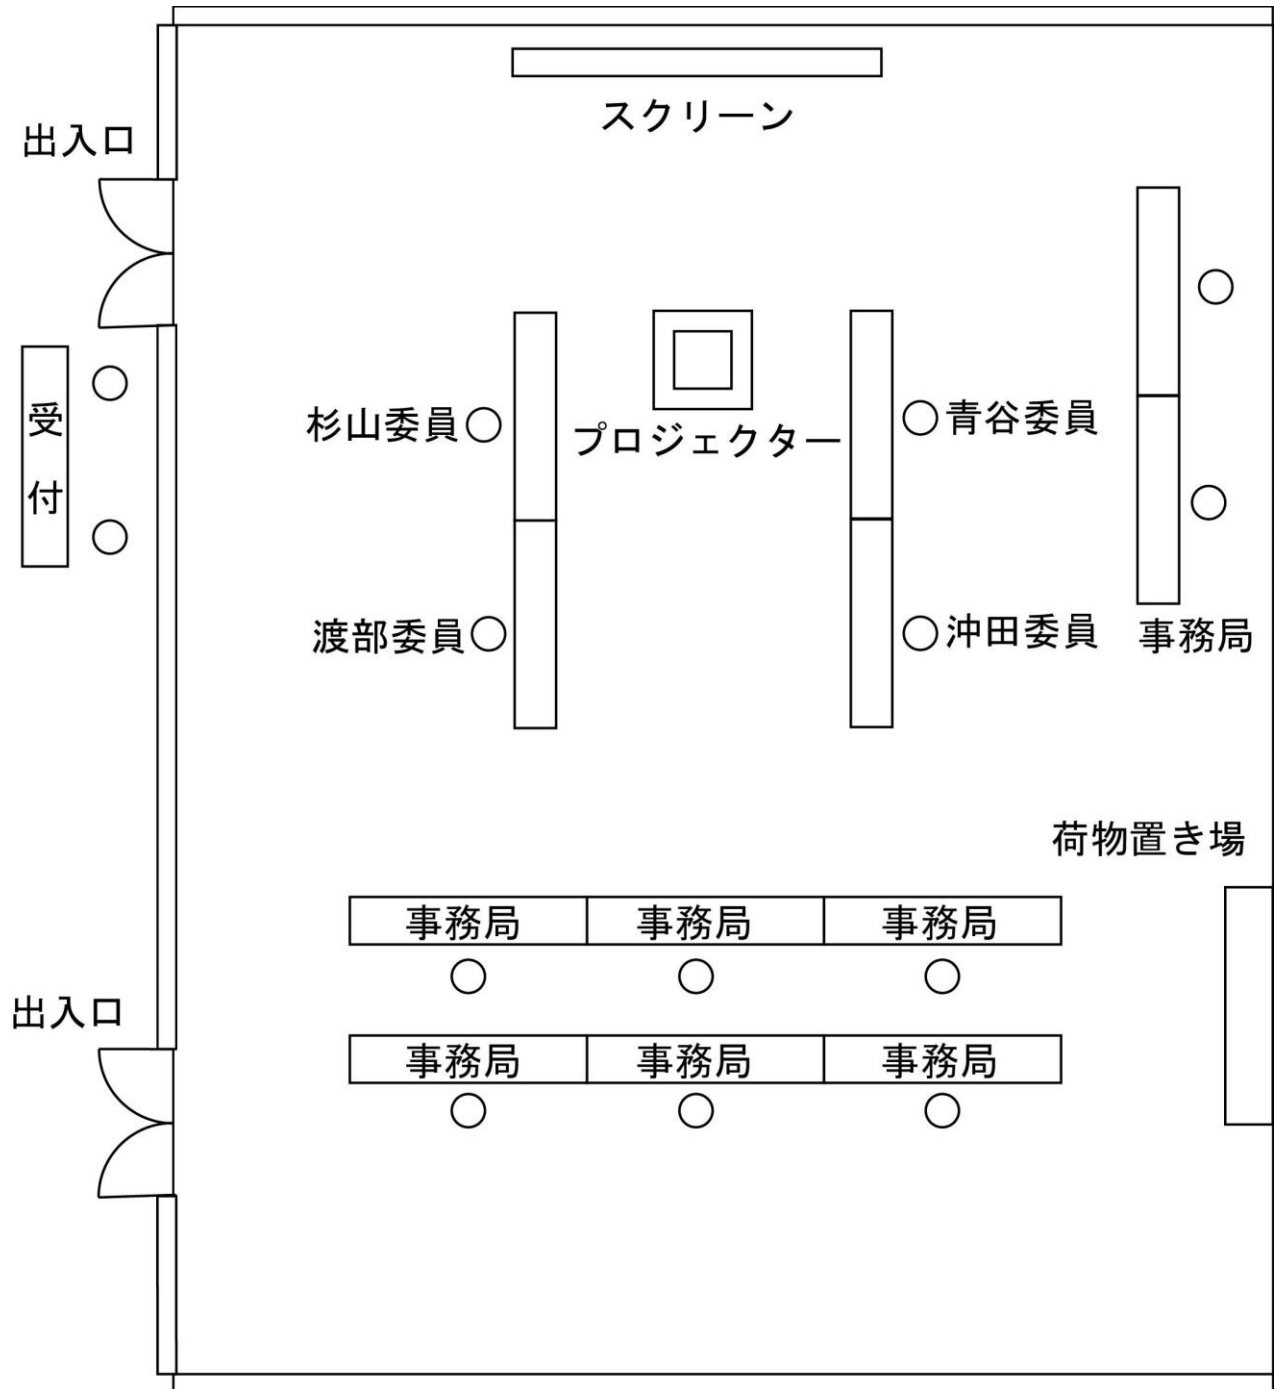 スクリーン
出入口
受付
杉山委員
プロジェクター
青谷委員
渡部委員
沖田委員
事務局
荷物置き場
事務局
事務局
事務局
出入口
事務局
事務局
事務局